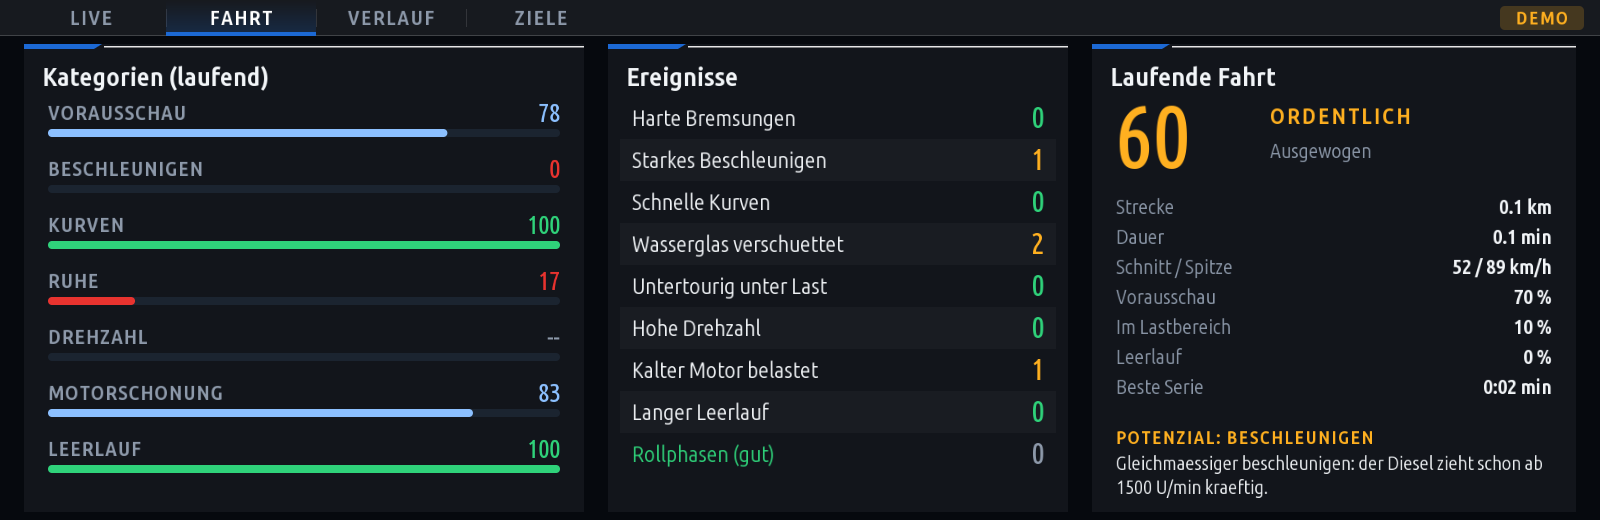 LIVE FAHRT VERLAUF ZIELE DEMO
Kategorien (laufend)
VORAUSSCHAU 78
BESCHLEUNIGEN 0
KURVEN 100
RUHE 17
DREHZAHL --
MOTORSCHONUNG 83
LEERLAUF 100
Ereignisse
Harte Bremsungen 0
Starkes Beschleunigen 1
Schnelle Kurven 0
Wasserglas verschuettet 2
Untertourig unter Last 0
Hohe Drehzahl 0
Kalter Motor belastet 1
Langer Leerlauf 0
Rollphasen (gut) 0
Laufende Fahrt
60 ORDENTLICH
Ausgewogen
Strecke 0.1 km
Dauer 0.1 min
Schnitt / Spitze 52 / 89 km/h
Vorausschau 70 %
Im Lastbereich 10 %
Leerlauf 0 %
Beste Serie 0:02 min
POTENZIAL: BESCHLEUNIGEN
Gleichmaessiger beschleunigen: der Diesel zieht schon ab
1500 U/min kraeftig.